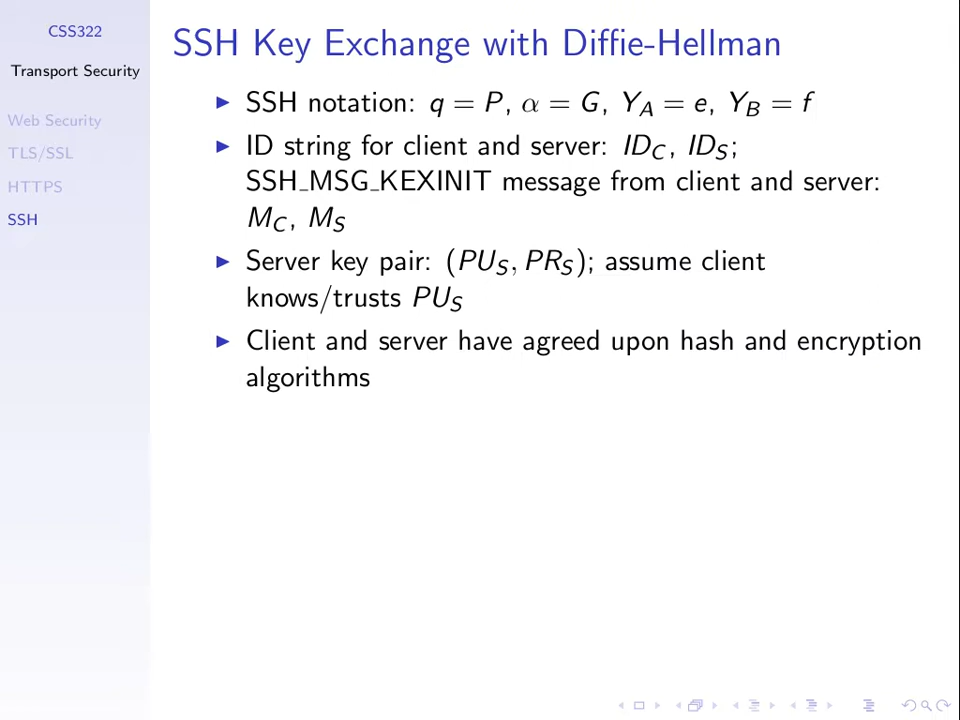 CSS322
Transport Security
Web Security
TLS/SSL
HTTPS
SSH
SSH Key Exchange with Diffie-Hellman
▶ SSH notation: q = P, α = G, Y_A = e, Y_B = f
▶ ID string for client and server: ID_C, ID_S;
SSH_MSG_KEXINIT message from client and server:
M_C, M_S
▶ Server key pair: (PU_S, PR_S); assume client
knows/trusts PU_S
▶ Client and server have agreed upon hash and encryption
algorithms